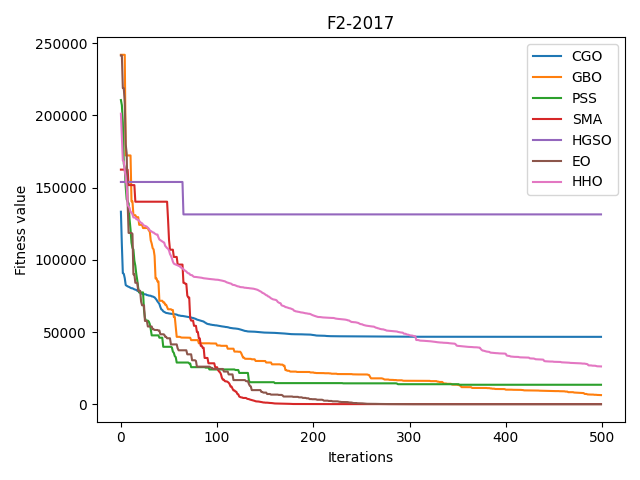 F2-2017
Fitness value
250000
200000
150000
100000
50000
0
CGO
GBO
PSS
SMA
HGSO
EO
HHO
0 100 200 300 400 500
Iterations